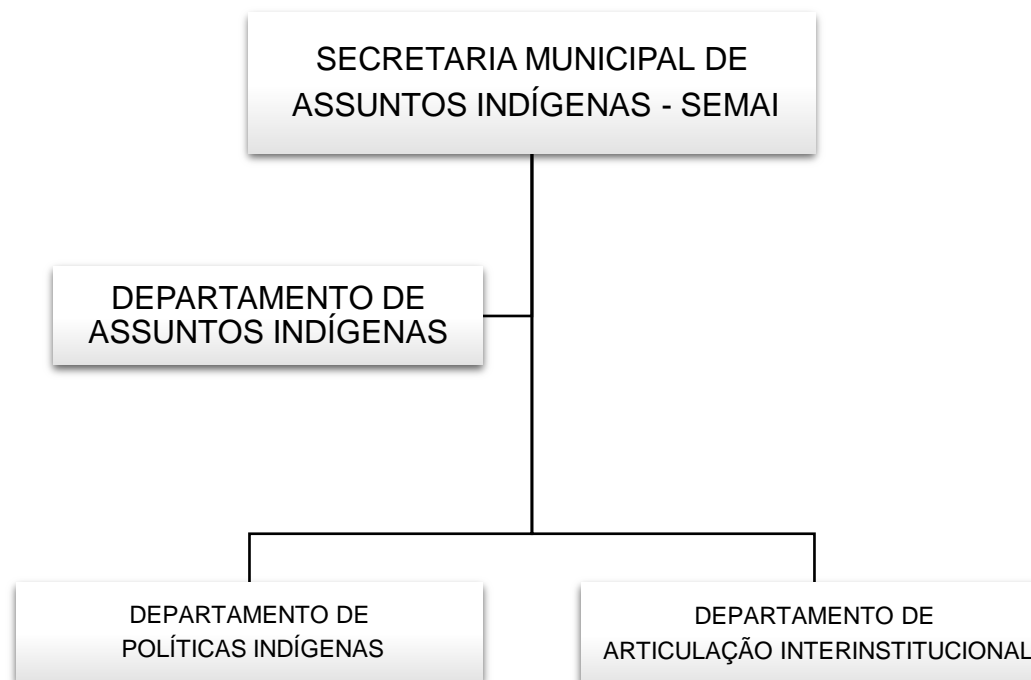 SECRETARIA MUNICIPAL DE
ASSUNTOS INDÍGENAS - SEMAI
DEPARTAMENTO DE
ASSUNTOS INDÍGENAS
DEPARTAMENTO DE
POLÍTICAS INDÍGENAS
DEPARTAMENTO DE
ARTICULAÇÃO INTERINSTITUCIONAL